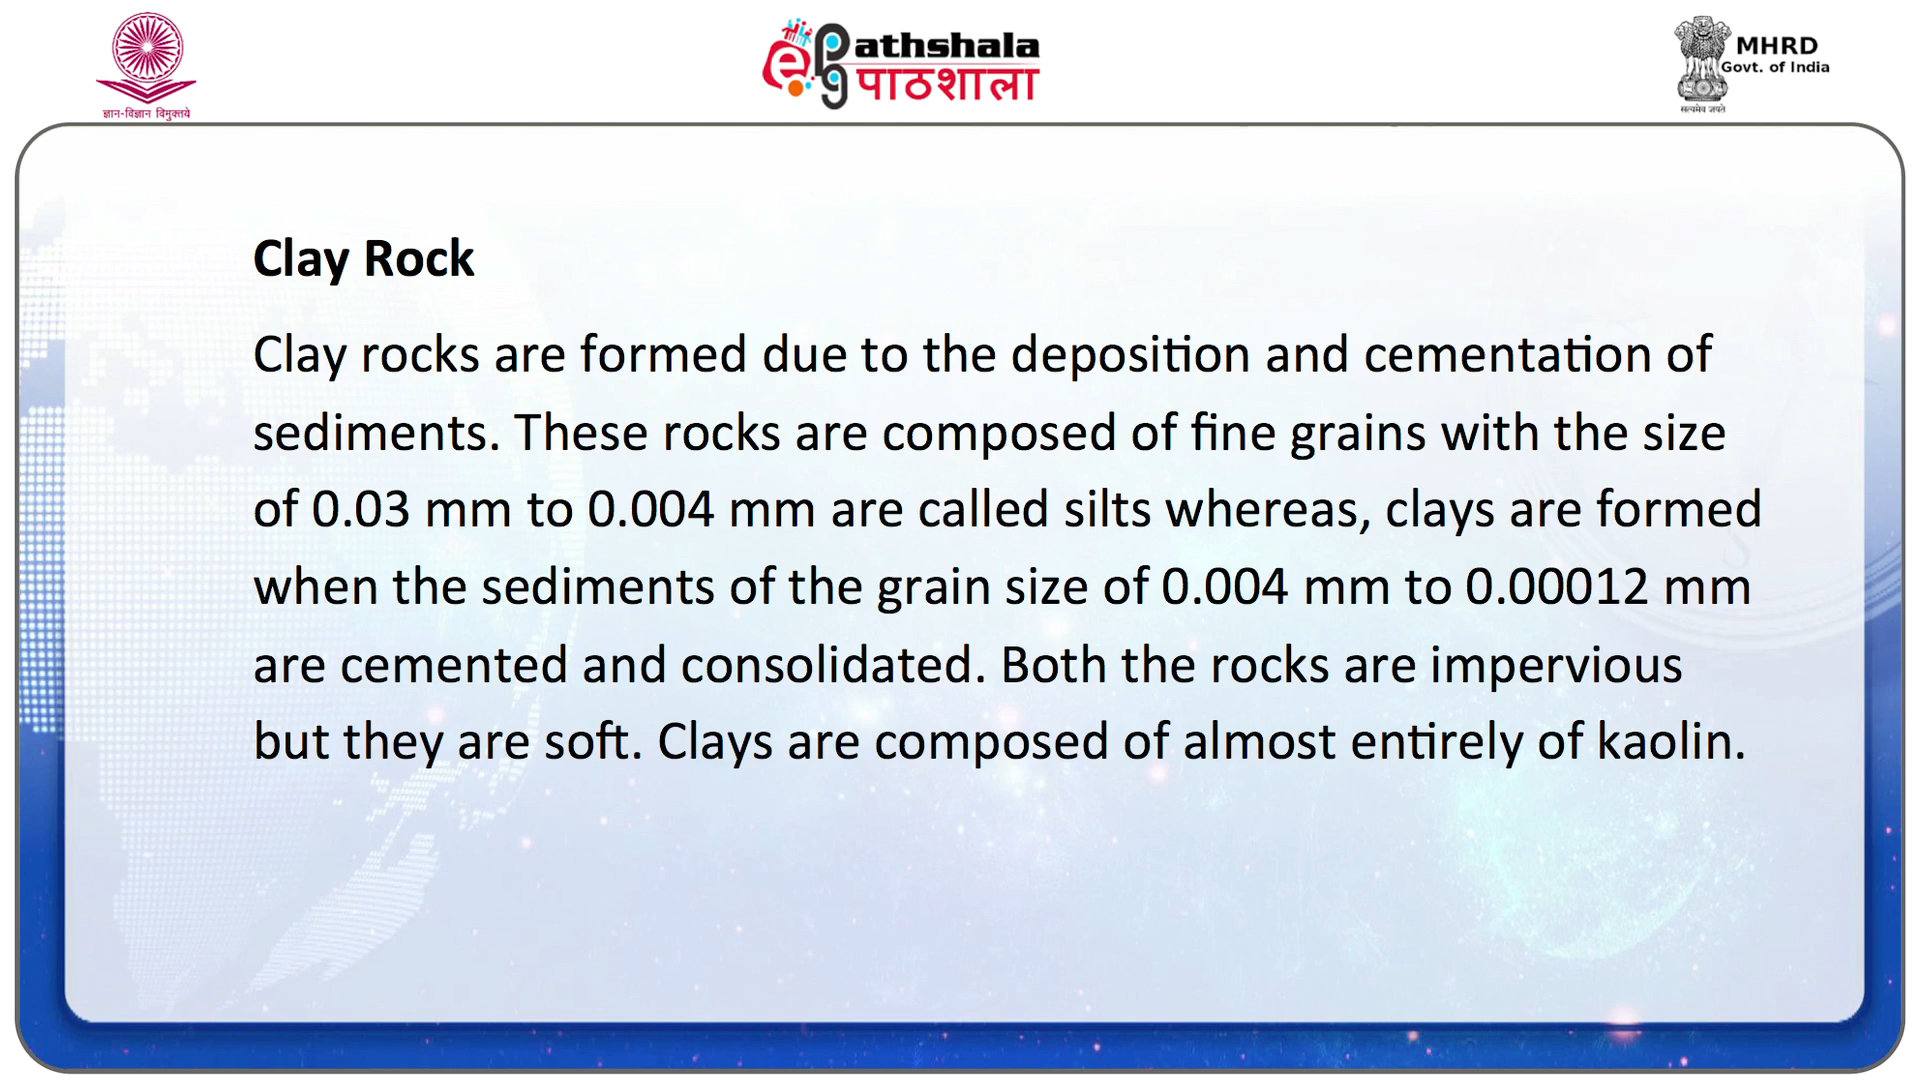 ज्ञान-विज्ञान विमुक्तये
e pg Pathshala
पाठशाला
MHRD
Govt. of India
सत्यमेव जयते
Clay Rock
Clay rocks are formed due to the deposition and cementation of
sediments. These rocks are composed of fine grains with the size
of 0.03 mm to 0.004 mm are called silts whereas, clays are formed
when the sediments of the grain size of 0.004 mm to 0.00012 mm
are cemented and consolidated. Both the rocks are impervious
but they are soft. Clays are composed of almost entirely of kaolin.